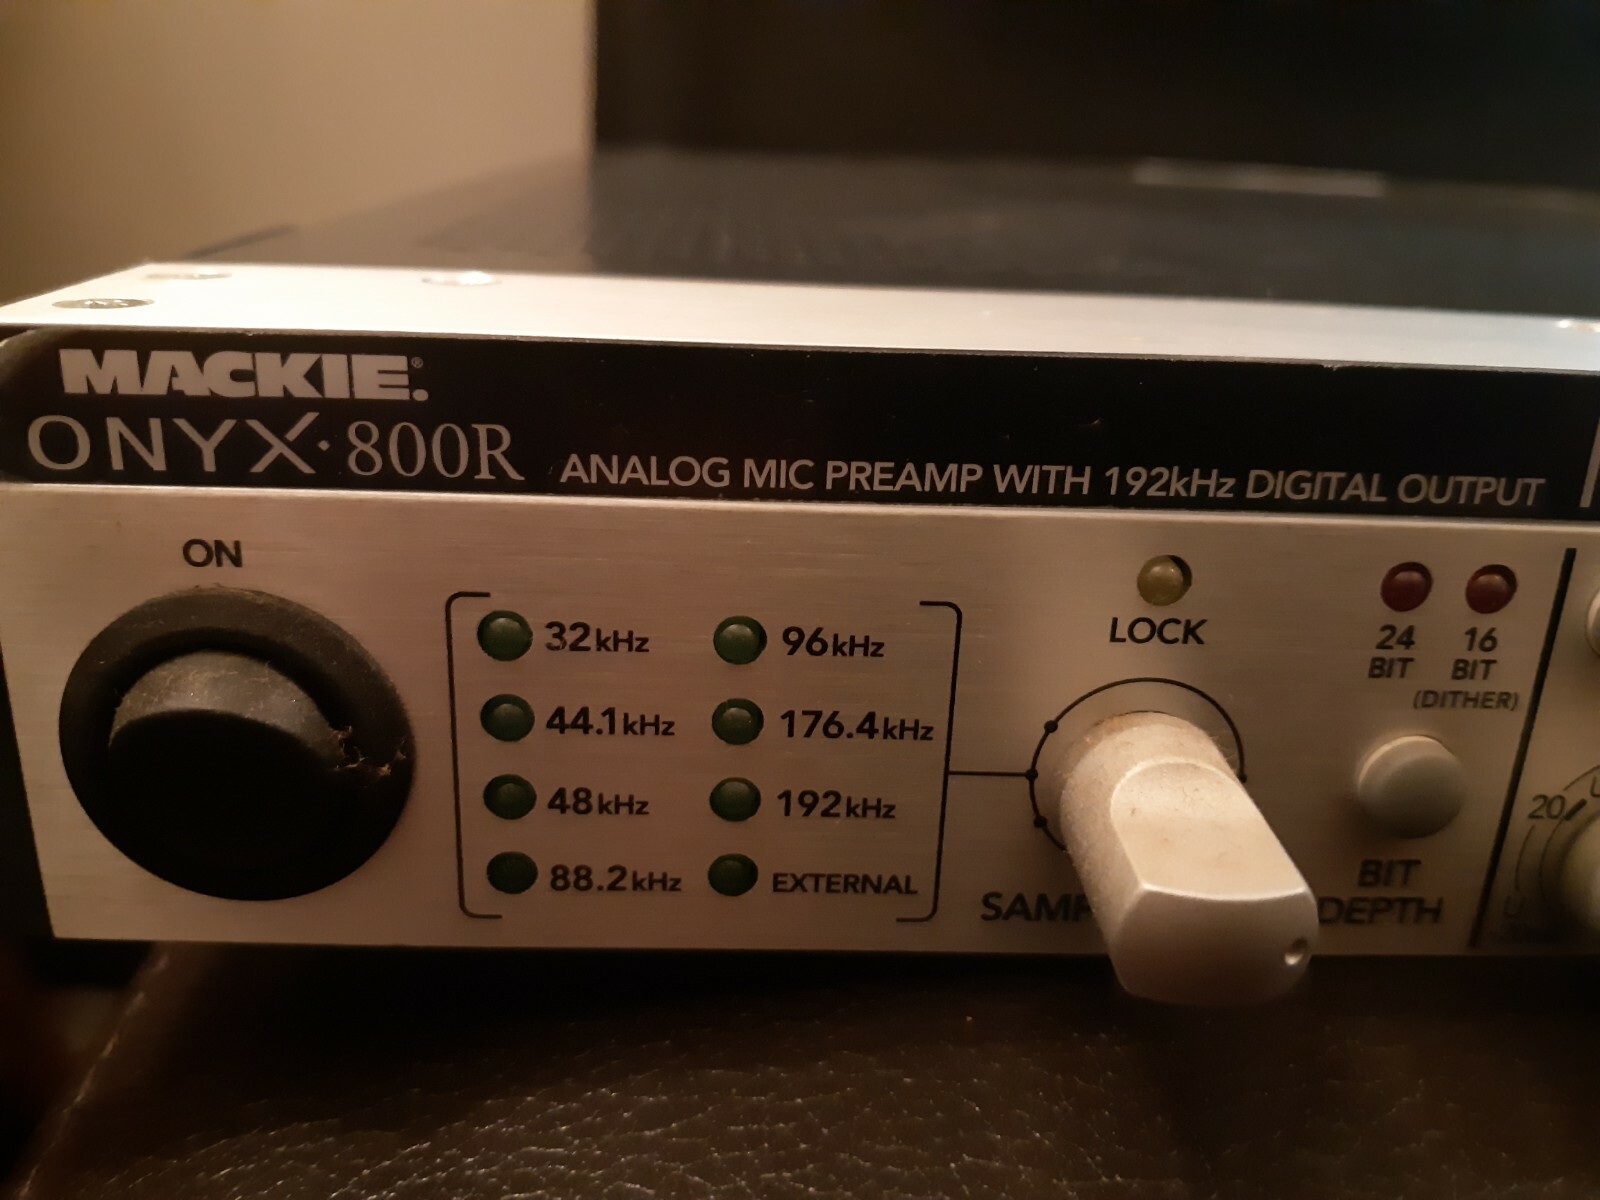 MACKIE®.
ONYX·800R
ANALOG MIC PREAMP WITH 192kHz DIGITAL OUTPUT
ON
32kHz
44.1kHz
48kHz
88.2kHz
96kHz
176.4kHz
192kHz
EXTERNAL
LOCK
24 BIT
16 BIT
(DITHER)
BIT
DEPTH
20